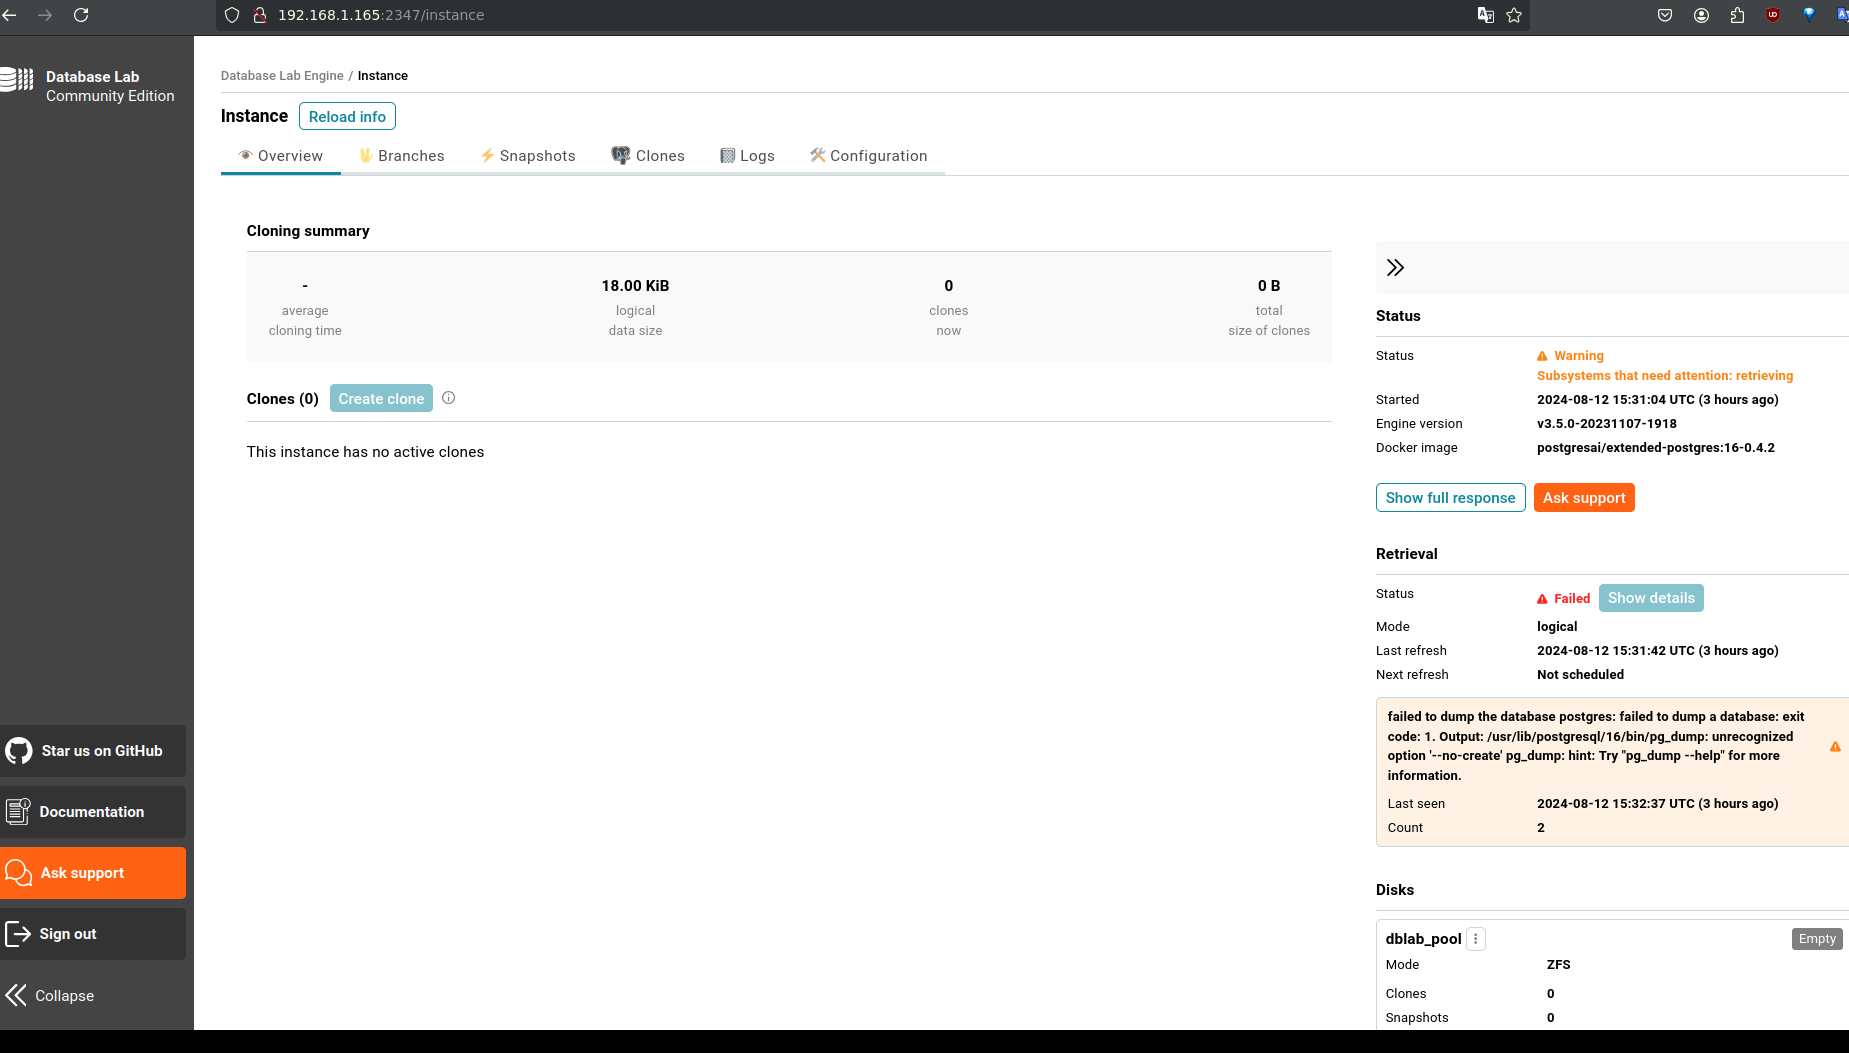 192.168.1.165:2347/instance
Database Lab
Community Edition
Database Lab Engine / Instance
Instance Reload info
Overview Branches Snapshots Clones Logs Configuration
Cloning summary
- 18.00 KiB 0 0 B
average logical clones total
cloning time data size now size of clones
Clones (0) Create clone
This instance has no active clones
Status
Status Warning
Subsystems that need attention: retrieving
Started 2024-08-12 15:31:04 UTC (3 hours ago)
Engine version v3.5.0-20231107-1918
Docker image postgresai/extended-postgres:16-0.4.2
Show full response Ask support
Retrieval
Status Failed Show details
Mode logical
Last refresh 2024-08-12 15:31:42 UTC (3 hours ago)
Next refresh Not scheduled
failed to dump the database postgres: failed to dump a database: exit
code: 1. Output: /usr/lib/postgresql/16/bin/pg_dump: unrecognized
option '--no-create' pg_dump: hint: Try "pg_dump --help" for more
information.
Last seen 2024-08-12 15:32:37 UTC (3 hours ago)
Count 2
Disks
dblab_pool Empty
Mode ZFS
Clones 0
Snapshots 0
Star us on GitHub
Documentation
Ask support
Sign out
Collapse